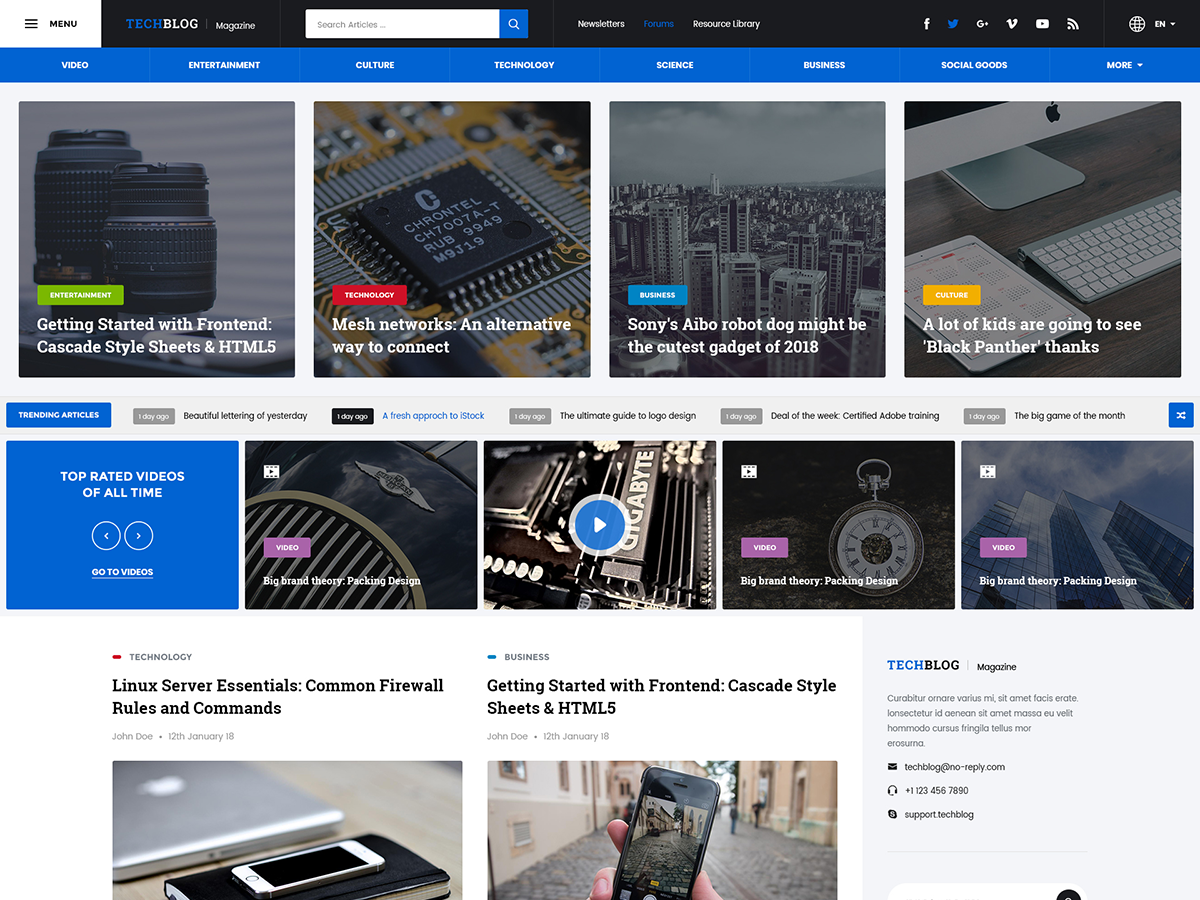 MENU
TECHBLOG Magazine
Search Articles ...
Newsletters Forums Resource Library
EN
VIDEO ENTERTAINMENT CULTURE TECHNOLOGY SCIENCE BUSINESS SOCIAL GOODS MORE
ENTERTAINMENT
Getting Started with Frontend:
Cascade Style Sheets & HTML5
C
CHRONTEL
CH7007A-T
RUB 9949
M9J19
TECHNOLOGY
Mesh networks: An alternative
way to connect
BUSINESS
Sony's Aibo robot dog might be
the cutest gadget of 2018
CULTURE
A lot of kids are going to see
'Black Panther' thanks
TRENDING ARTICLES
1 day ago Beautiful lettering of yesterday
1 day ago A fresh approch to iStock
1 day ago The ultimate guide to logo design
1 day ago Deal of the week: Certified Adobe training
1 day ago The big game of the month
TOP RATED VIDEOS
OF ALL TIME
GO TO VIDEOS
VIDEO
Big brand theory: Packing Design
GIGABYTE
VIDEO
Big brand theory: Packing Design
VIDEO
Big brand theory: Packing Design
TECHNOLOGY
Linux Server Essentials: Common Firewall
Rules and Commands
John Doe • 12th January 18
BUSINESS
Getting Started with Frontend: Cascade Style
Sheets & HTML5
John Doe • 12th January 18
TECHBLOG Magazine
Curabitur ornare varius mi, sit amet facis erate.
lonsectetur id aenean sit amet massa eu velit
hommodo cursus fringila tellus mor
erosurna.
techblog@no-reply.com
+1 123 456 7890
support.techblog